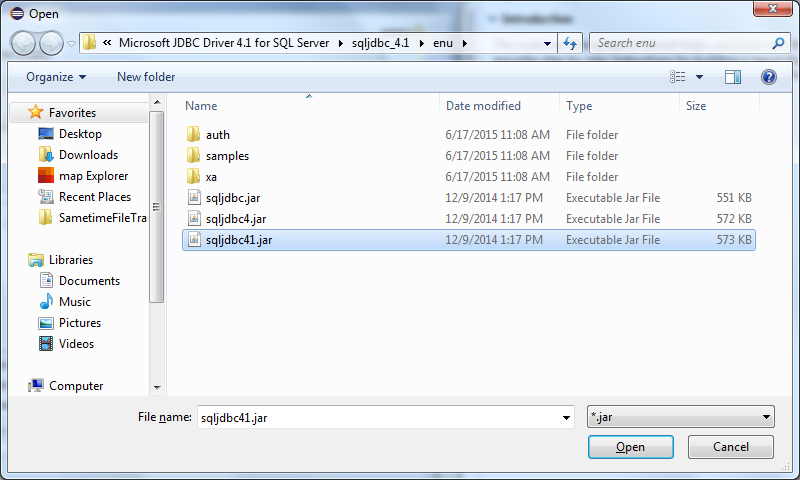 Open
Introduction
« Microsoft JDBC Driver 4.1 for SQL Server sqljdbc_4.1 enu Search enu
Organize New folder
Name Date modified Type Size
Favorites
Desktop
Downloads
map Explorer
Recent Places
SametimeFileTra
Libraries
Documents
Music
Pictures
Videos
Computer
auth 6/17/2015 11:08 AM File folder
samples 6/17/2015 11:08 AM File folder
xa 6/17/2015 11:08 AM File folder
sqljdbc.jar 12/9/2014 1:17 PM Executable Jar File 551 KB
sqljdbc4.jar 12/9/2014 1:17 PM Executable Jar File 572 KB
sqljdbc41.jar 12/9/2014 1:17 PM Executable Jar File 573 KB
File name: sqljdbc41.jar *.jar
Open Cancel